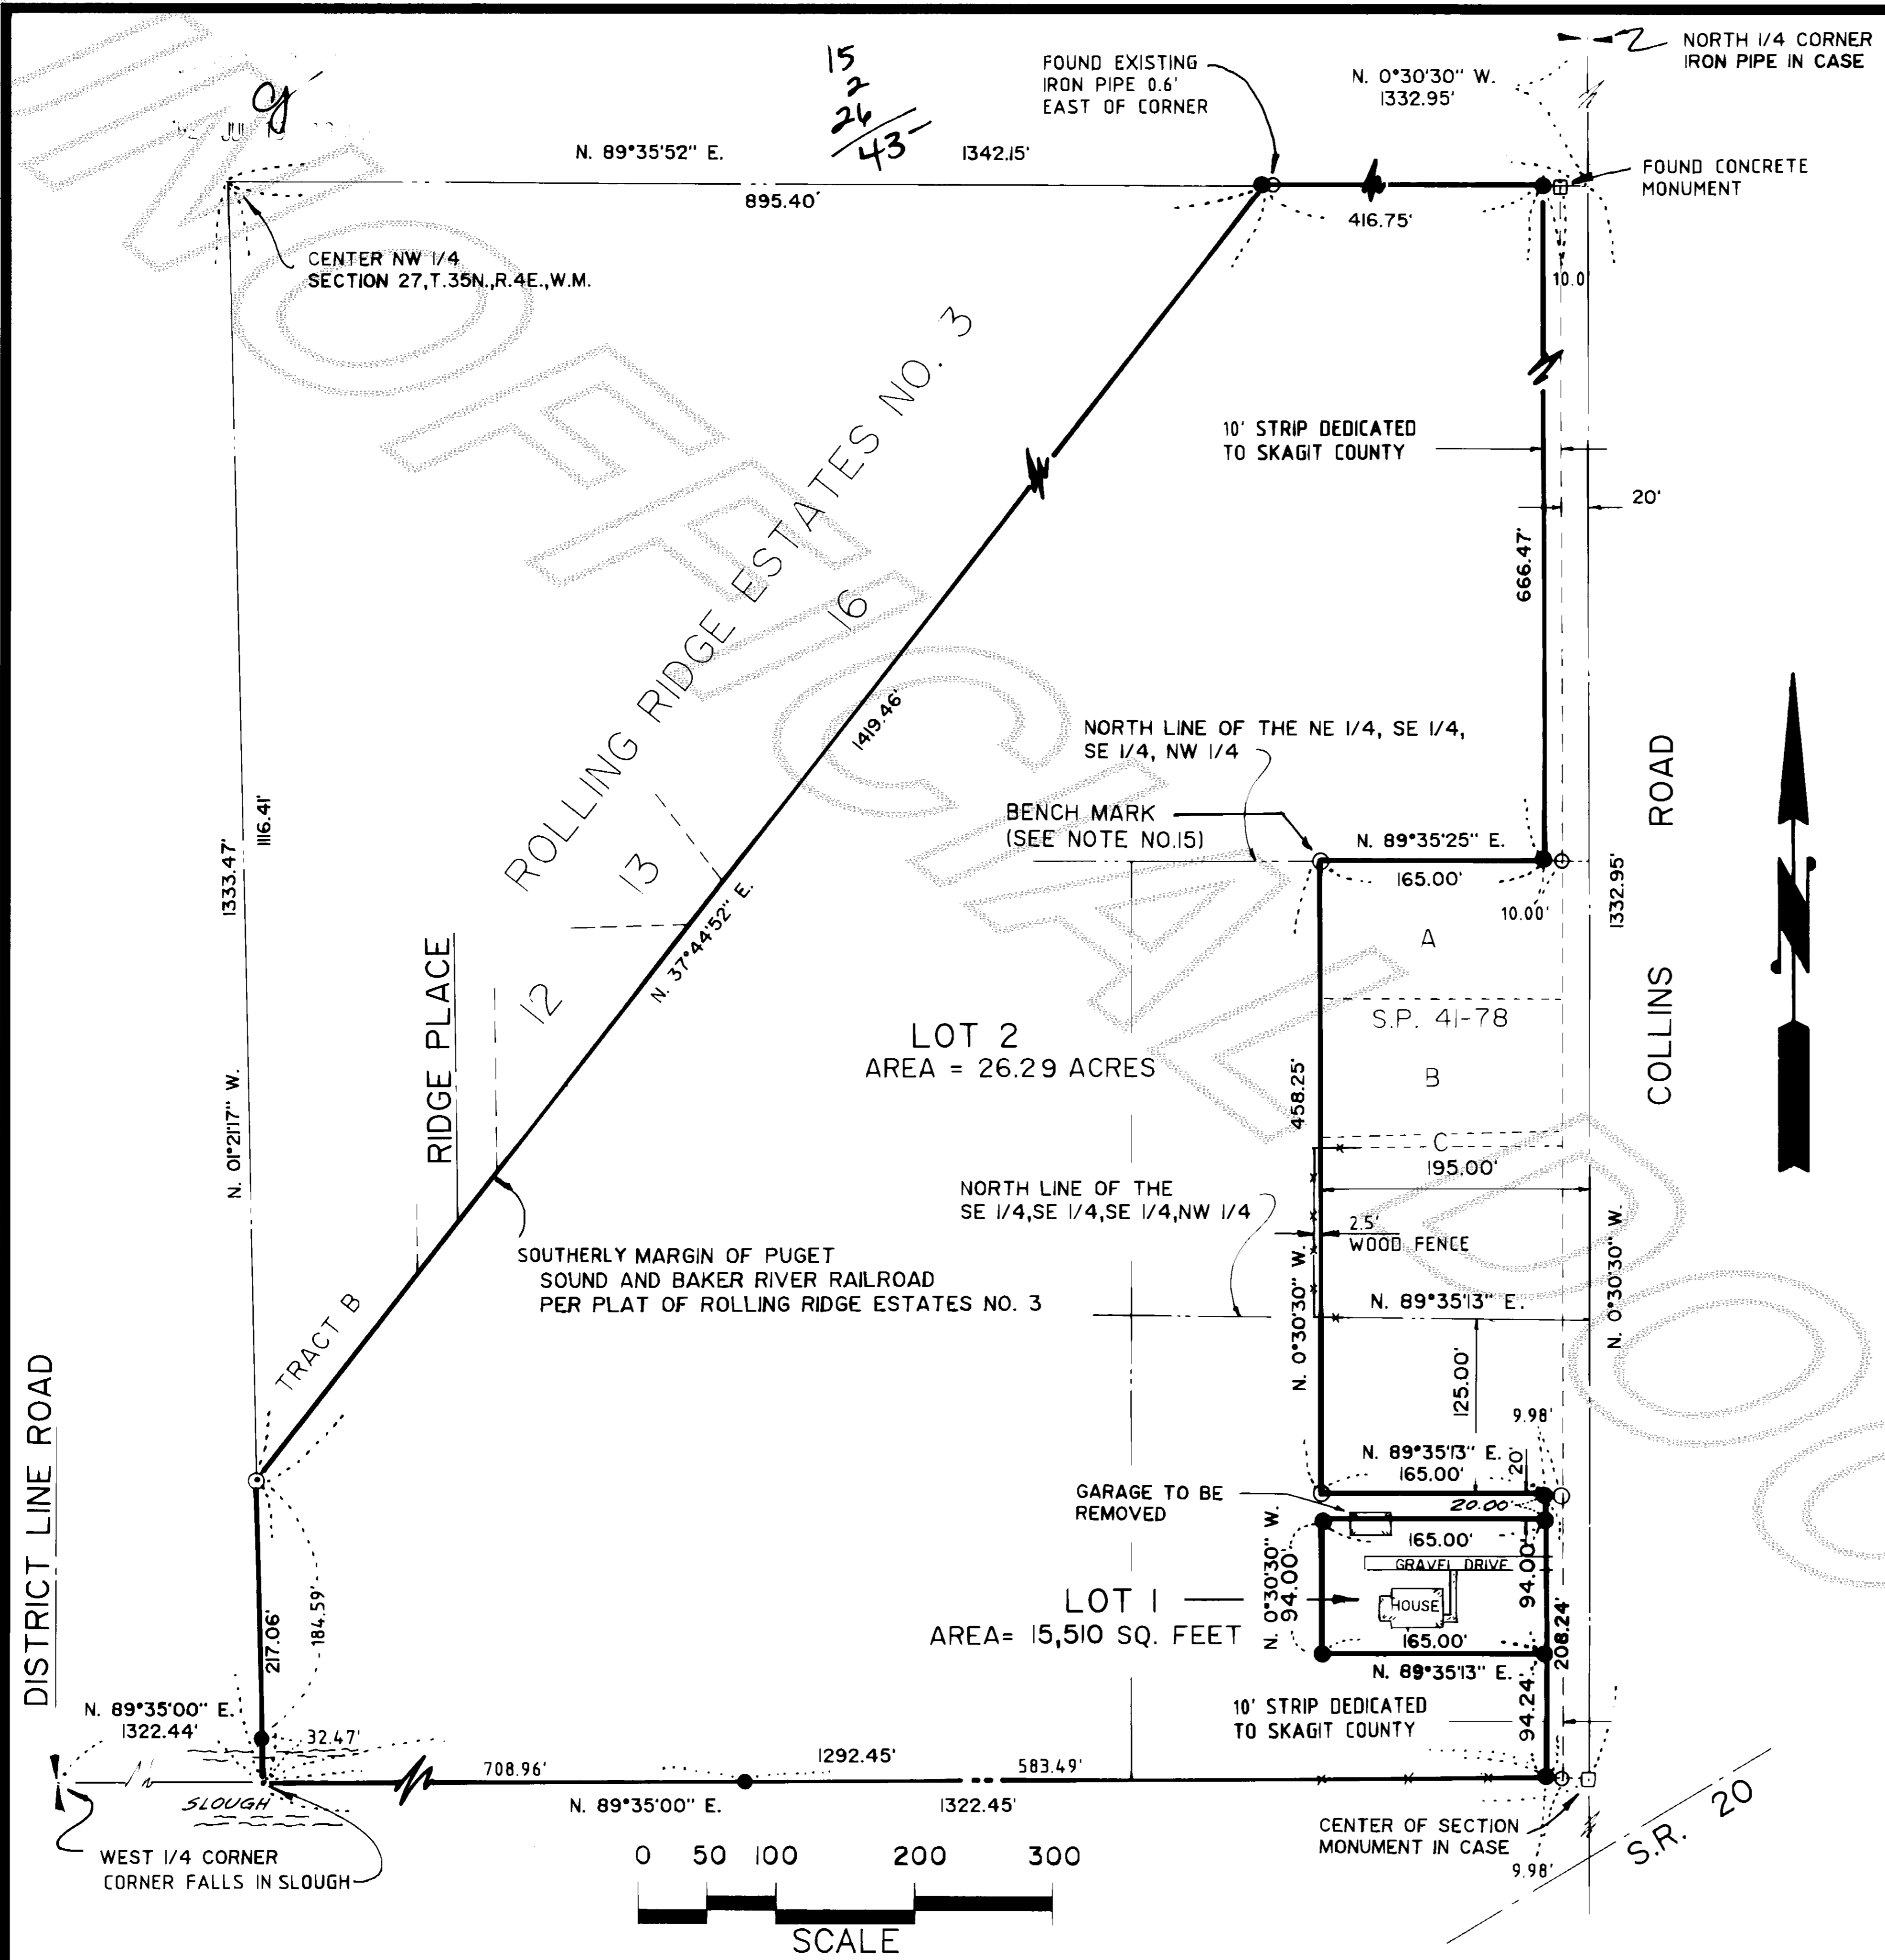 15
2
26
43
FOUND EXISTING
IRON PIPE 0.6'
EAST OF CORNER
N. 0°30'30" W.
1332.95'
NORTH 1/4 CORNER
IRON PIPE IN CASE
N. 89°35'52" E.
1342.15'
895.40'
416.75'
FOUND CONCRETE
MONUMENT
CENTER NW 1/4
SECTION 27,T.35N.,R.4E.,W.M.
10.0
ROLLING RIDGE ESTATES NO. 3
10' STRIP DEDICATED
TO SKAGIT COUNTY
20'
666.47'
16
1419.46'
NORTH LINE OF THE NE 1/4, SE 1/4,
SE 1/4, NW 1/4
BENCH MARK
(SEE NOTE NO.15)
N. 89°35'25" E.
165.00'
10.00'
COLLINS ROAD
1332.95'
1333.47'
1116.41'
13
N. 37°44'52" E.
12
RIDGE PLACE
A
S.P. 41-78
B
C
195.00'
LOT 2
AREA = 26.29 ACRES
458.25'
N. 01°21'17" W.
NORTH LINE OF THE
SE 1/4,SE 1/4,SE 1/4,NW 1/4
2.5'
WOOD FENCE
N. 0°30'30" W.
N. 0°30'30" W.
SOUTHERLY MARGIN OF PUGET
SOUND AND BAKER RIVER RAILROAD
PER PLAT OF ROLLING RIDGE ESTATES NO. 3
N. 89°35'13" E.
125.00'
TRACT B
DISTRICT LINE ROAD
9.98'
N. 89°35'13" E.
165.00'
20'
20.00'
GARAGE TO BE
REMOVED
165.00'
GRAVEL DRIVE
N. 0°30'30" W.
94.00'
94.00'
HOUSE
LOT 1
AREA= 15,510 SQ. FEET
165.00'
N. 89°35'13" E.
208.24'
217.06'
184.59'
10' STRIP DEDICATED
TO SKAGIT COUNTY
94.24'
N. 89°35'00" E.
1322.44'
32.47'
708.96'
1292.45'
583.49'
N. 89°35'00" E.
1322.45'
SLOUGH
WEST 1/4 CORNER
CORNER FALLS IN SLOUGH
CENTER OF SECTION
MONUMENT IN CASE
9.98'
S.R. 20
0 50 100 200 300
SCALE
UNOFFICIAL DOC